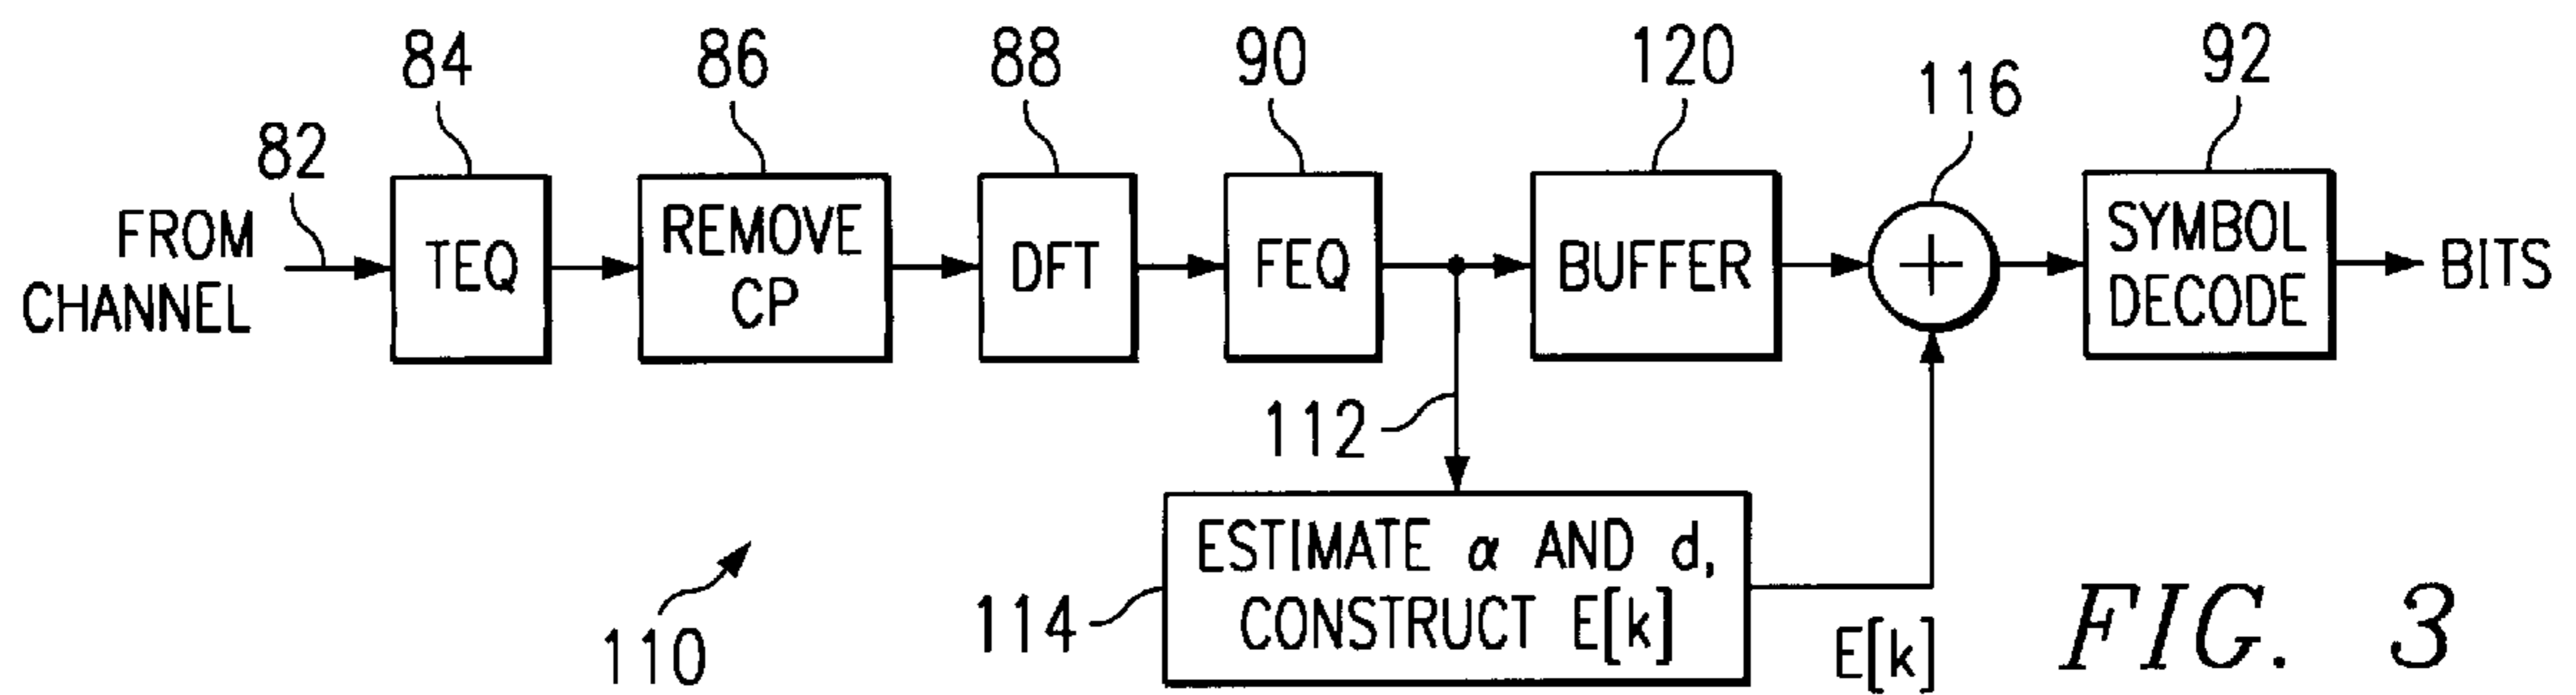 84
86
88
90
120
116
92
82
FROM
CHANNEL
TEQ
REMOVE
CP
DFT
FEQ
BUFFER
+
SYMBOL
DECODE
BITS
112
ESTIMATE α AND d,
CONSTRUCT E[k]
114
110
E[k]
FIG. 3